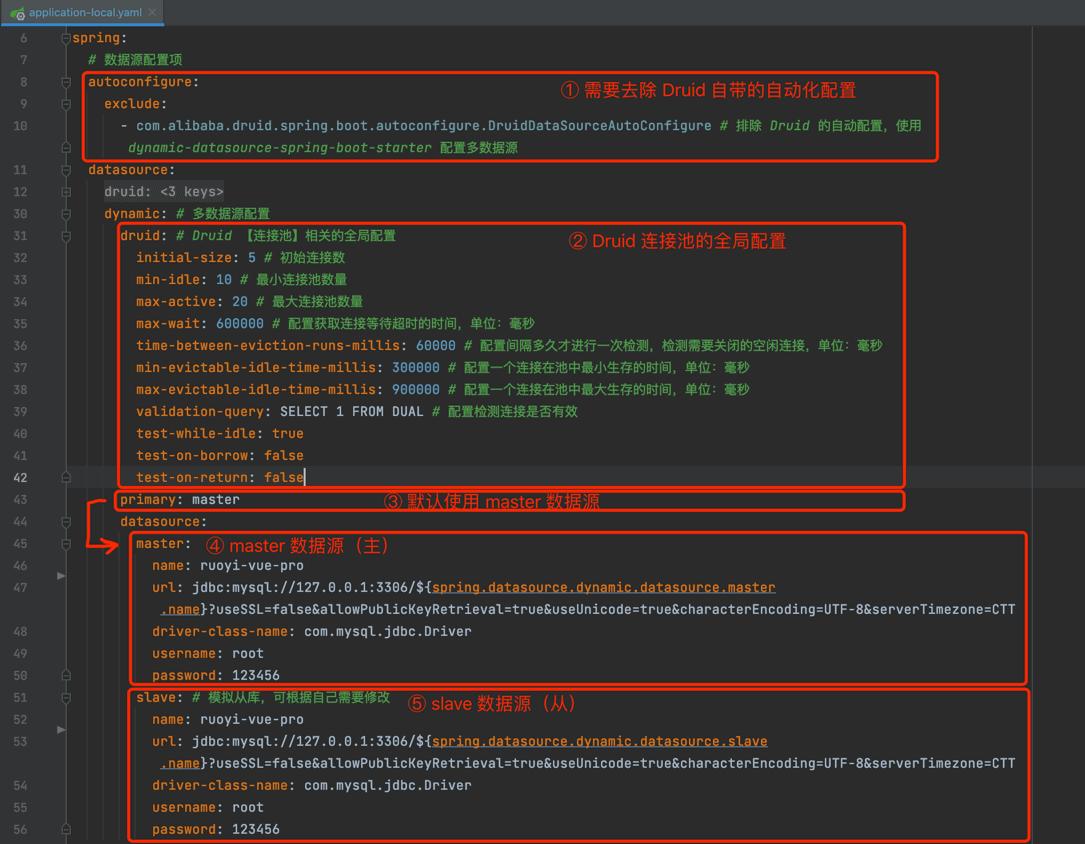 application-local.yaml
6 spring:
7 # 数据源配置项
8 autoconfigure:
① 需要去除 Druid 自带的自动化配置
9 exclude:
10 - com.alibaba.druid.spring.boot.autoconfigure.DruidDataSourceAutoConfigure # 排除 Druid 的自动配置，使用
dynamic-datasource-spring-boot-starter 配置多数据源
11 datasource:
12 druid: <3 keys>
30 dynamic: # 多数据源配置
31 druid: # Druid 【连接池】相关的全局配置
② Druid 连接池的全局配置
32 initial-size: 5 # 初始连接数
33 min-idle: 10 # 最小连接池数量
34 max-active: 20 # 最大连接池数量
35 max-wait: 600000 # 配置获取连接等待超时的时间，单位：毫秒
36 time-between-eviction-runs-millis: 60000 # 配置间隔多久才进行一次检测，检测需要关闭的空闲连接，单位：毫秒
37 min-evictable-idle-time-millis: 300000 # 配置一个连接在池中最小生存的时间，单位：毫秒
38 max-evictable-idle-time-millis: 900000 # 配置一个连接在池中最大生存的时间，单位：毫秒
39 validation-query: SELECT 1 FROM DUAL # 配置检测连接是否有效
40 test-while-idle: true
41 test-on-borrow: false
42 test-on-return: false
43 primary: master
③ 默认使用 master 数据源
44 datasource:
45 master:
④ master 数据源（主）
46 name: ruoyi-vue-pro
47 url: jdbc:mysql://127.0.0.1:3306/${spring.datasource.dynamic.datasource.master
.name}?useSSL=false&allowPublicKeyRetrieval=true&useUnicode=true&characterEncoding=UTF-8&serverTimezone=CTT
48 driver-class-name: com.mysql.jdbc.Driver
49 username: root
50 password: 123456
51 slave: # 模拟从库，可根据自己需要修改
⑤ slave 数据源（从）
52 name: ruoyi-vue-pro
53 url: jdbc:mysql://127.0.0.1:3306/${spring.datasource.dynamic.datasource.slave
.name}?useSSL=false&allowPublicKeyRetrieval=true&useUnicode=true&characterEncoding=UTF-8&serverTimezone=CTT
54 driver-class-name: com.mysql.jdbc.Driver
55 username: root
56 password: 123456